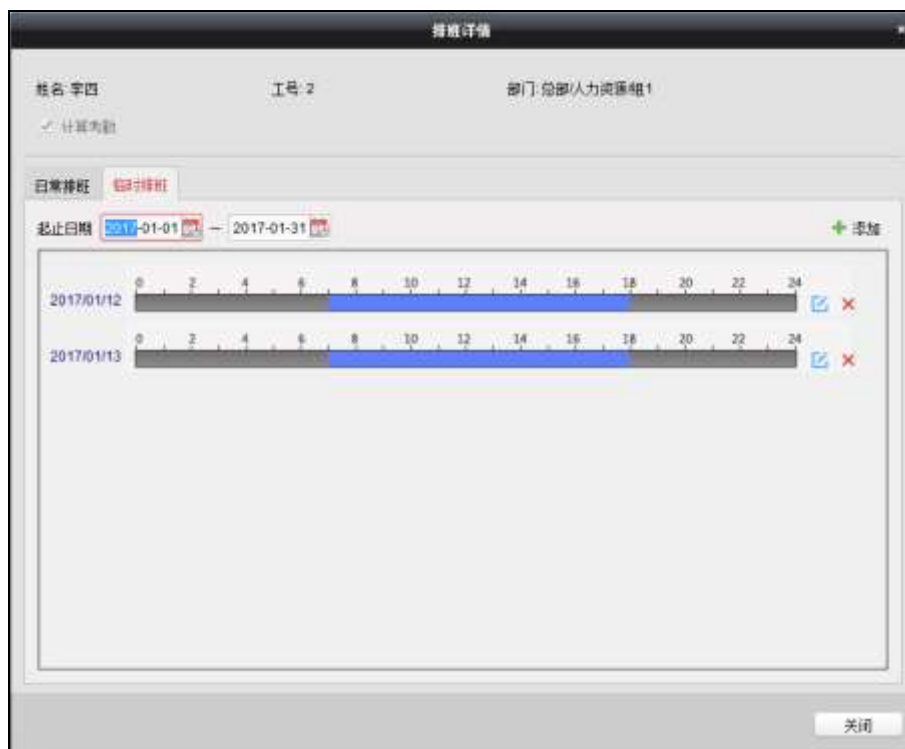 排班详情
姓名:李四 工号:2 部门:总部/人力资源组1
计算考勤
日常排班 临时排班
起止日期 2017-01-01 — 2017-01-31 添加
0 2 4 6 8 10 12 14 16 18 20 22 24
2017/01/12
0 2 4 6 8 10 12 14 16 18 20 22 24
2017/01/13
关闭